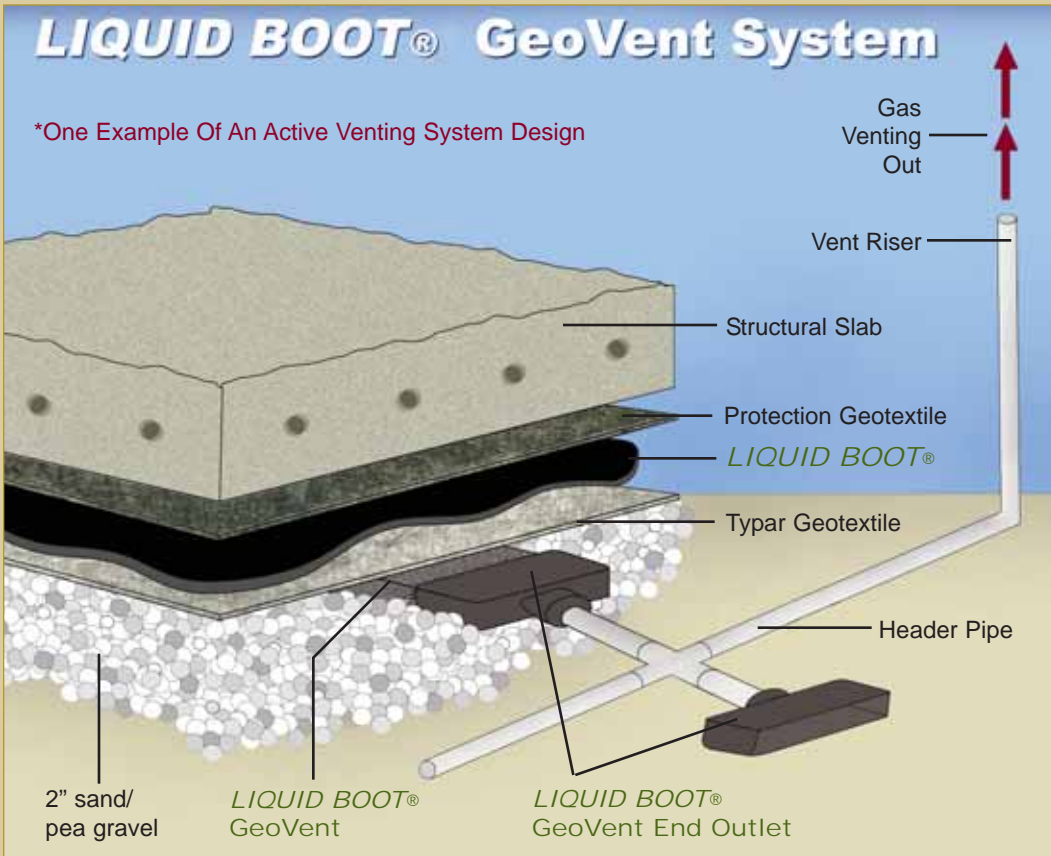 LIQUID BOOT® GeoVent System
*One Example Of An Active Venting System Design
Gas
Venting
Out
Vent Riser
Structural Slab
Protection Geotextile
LIQUID BOOT®
Typar Geotextile
Header Pipe
2” sand/
pea gravel
LIQUID BOOT®
GeoVent
LIQUID BOOT®
GeoVent End Outlet